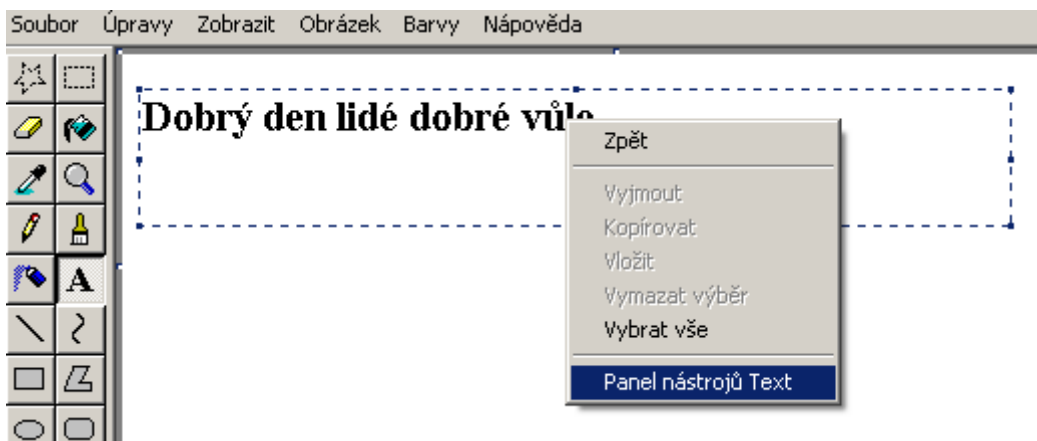 Soubor Úpravy Zobrazit Obrázek Barvy Nápověda
Dobrý den lidé dobré
Zpět
Vyjmout
Kopírovat
Vložit
Vymazat výběr
Vybrat vše
Panel nástrojů Text
A